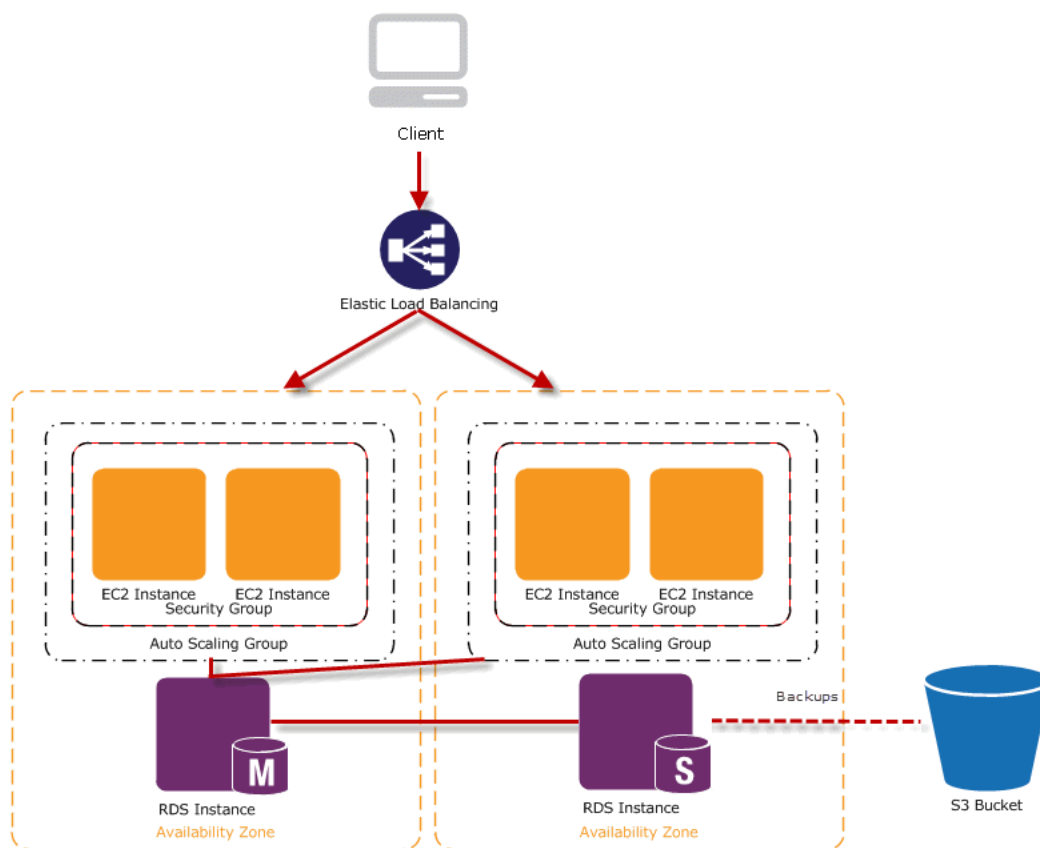 Client
Elastic Load Balancing
EC2 Instance EC2 Instance
Security Group
Auto Scaling Group
EC2 Instance EC2 Instance
Security Group
Auto Scaling Group
Backups
M
RDS Instance
Availability Zone
S
RDS Instance
Availability Zone
S3 Bucket